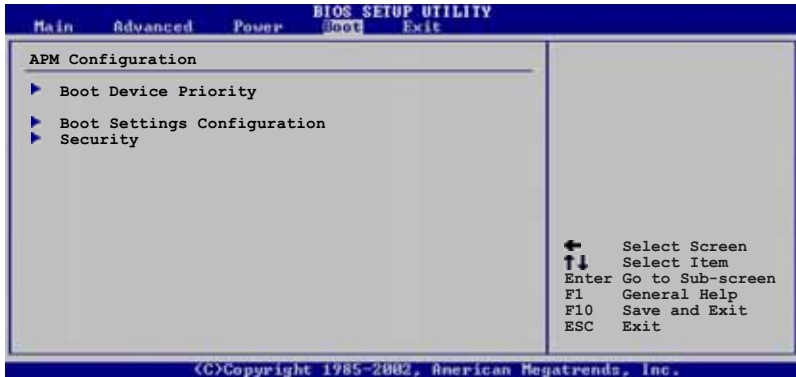 BIOS SETUP UTILITY
Main Advanced Power Boot Exit
APM Configuration
Boot Device Priority
Boot Settings Configuration
Security
← Select Screen
↑↓ Select Item
Enter Go to Sub-screen
F1 General Help
F10 Save and Exit
ESC Exit
(C)Copyright 1985-2002, American Megatrends, Inc.